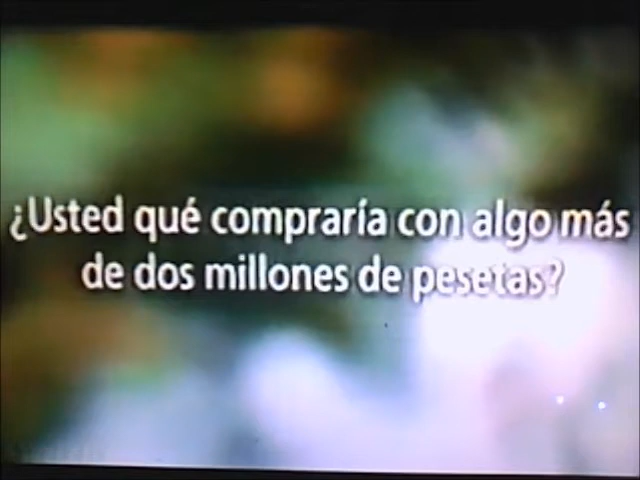 ¿Usted qué compraría con algo más
de dos millones de pesetas?